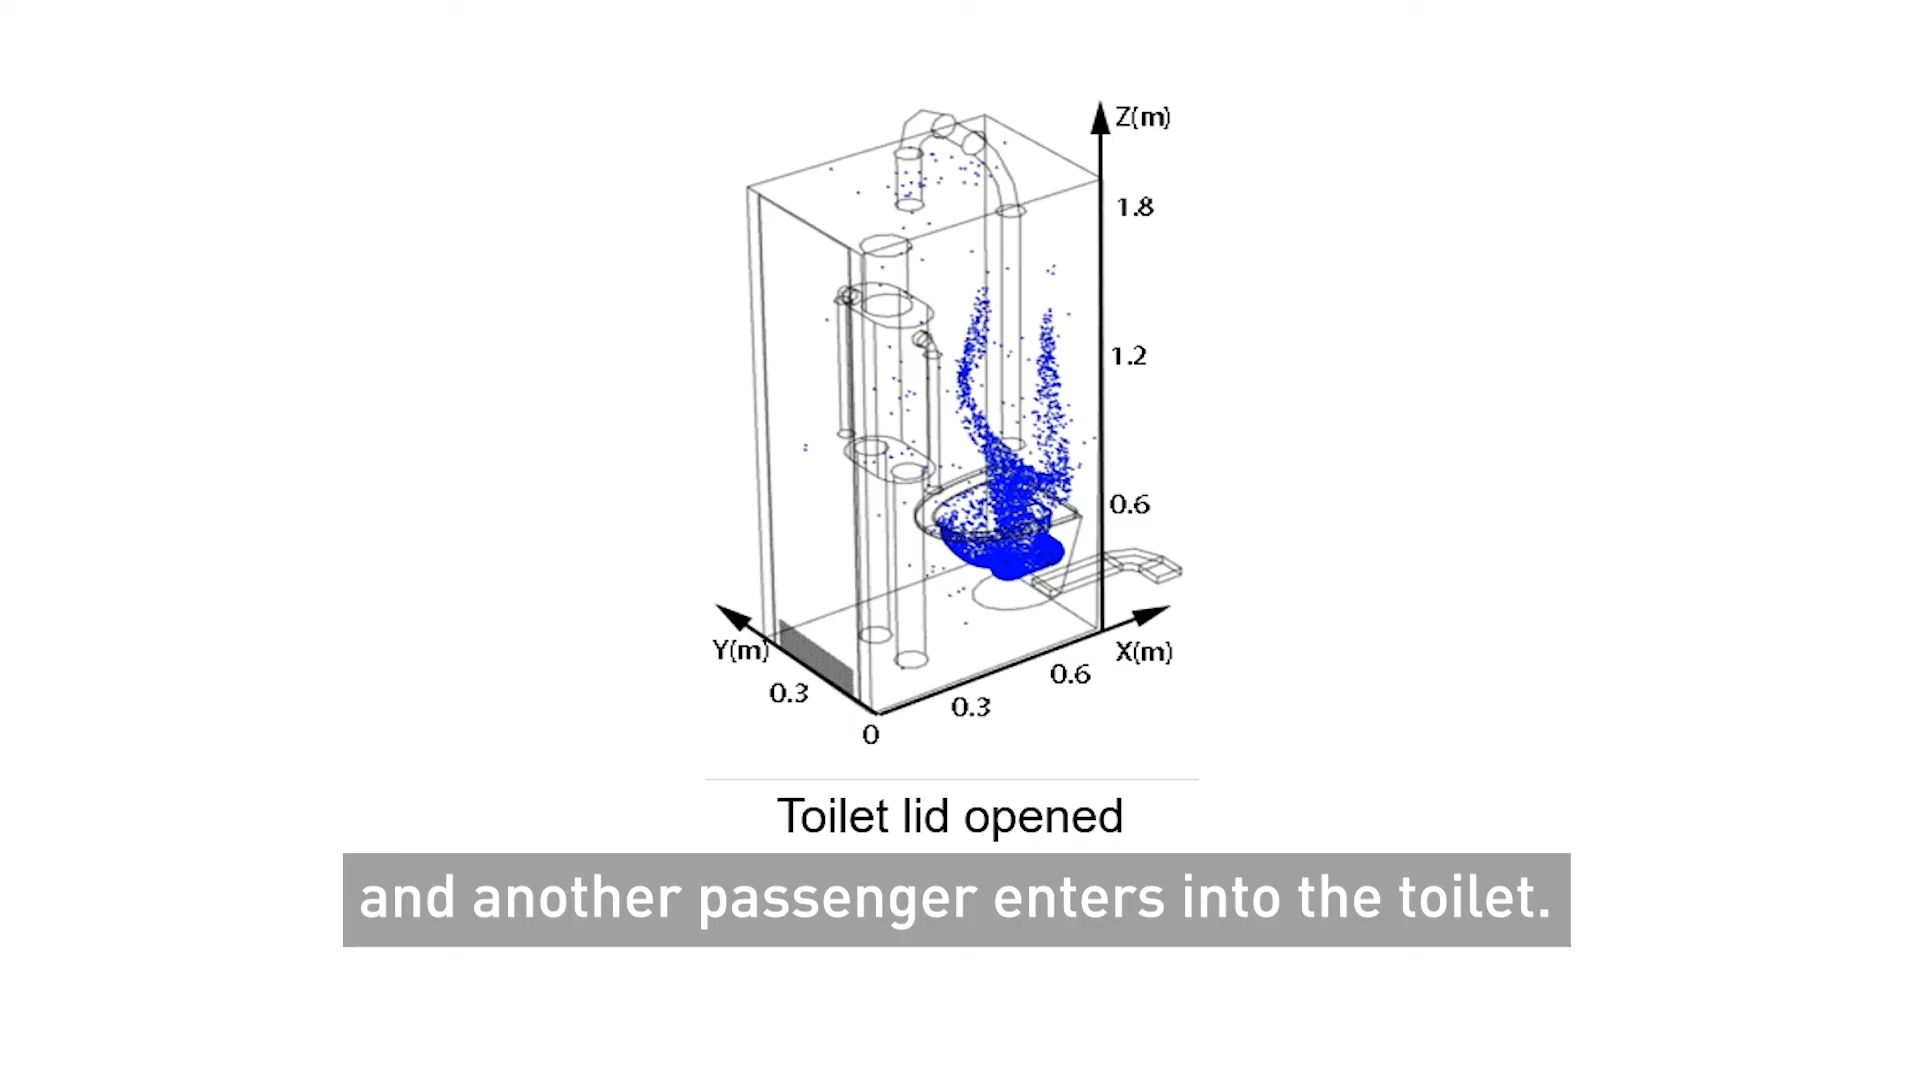 Z(m)
1.8
1.2
0.6
Y(m)
X(m)
0.3
0.6
0.3
0
Toilet lid opened
and another passenger enters into the toilet.